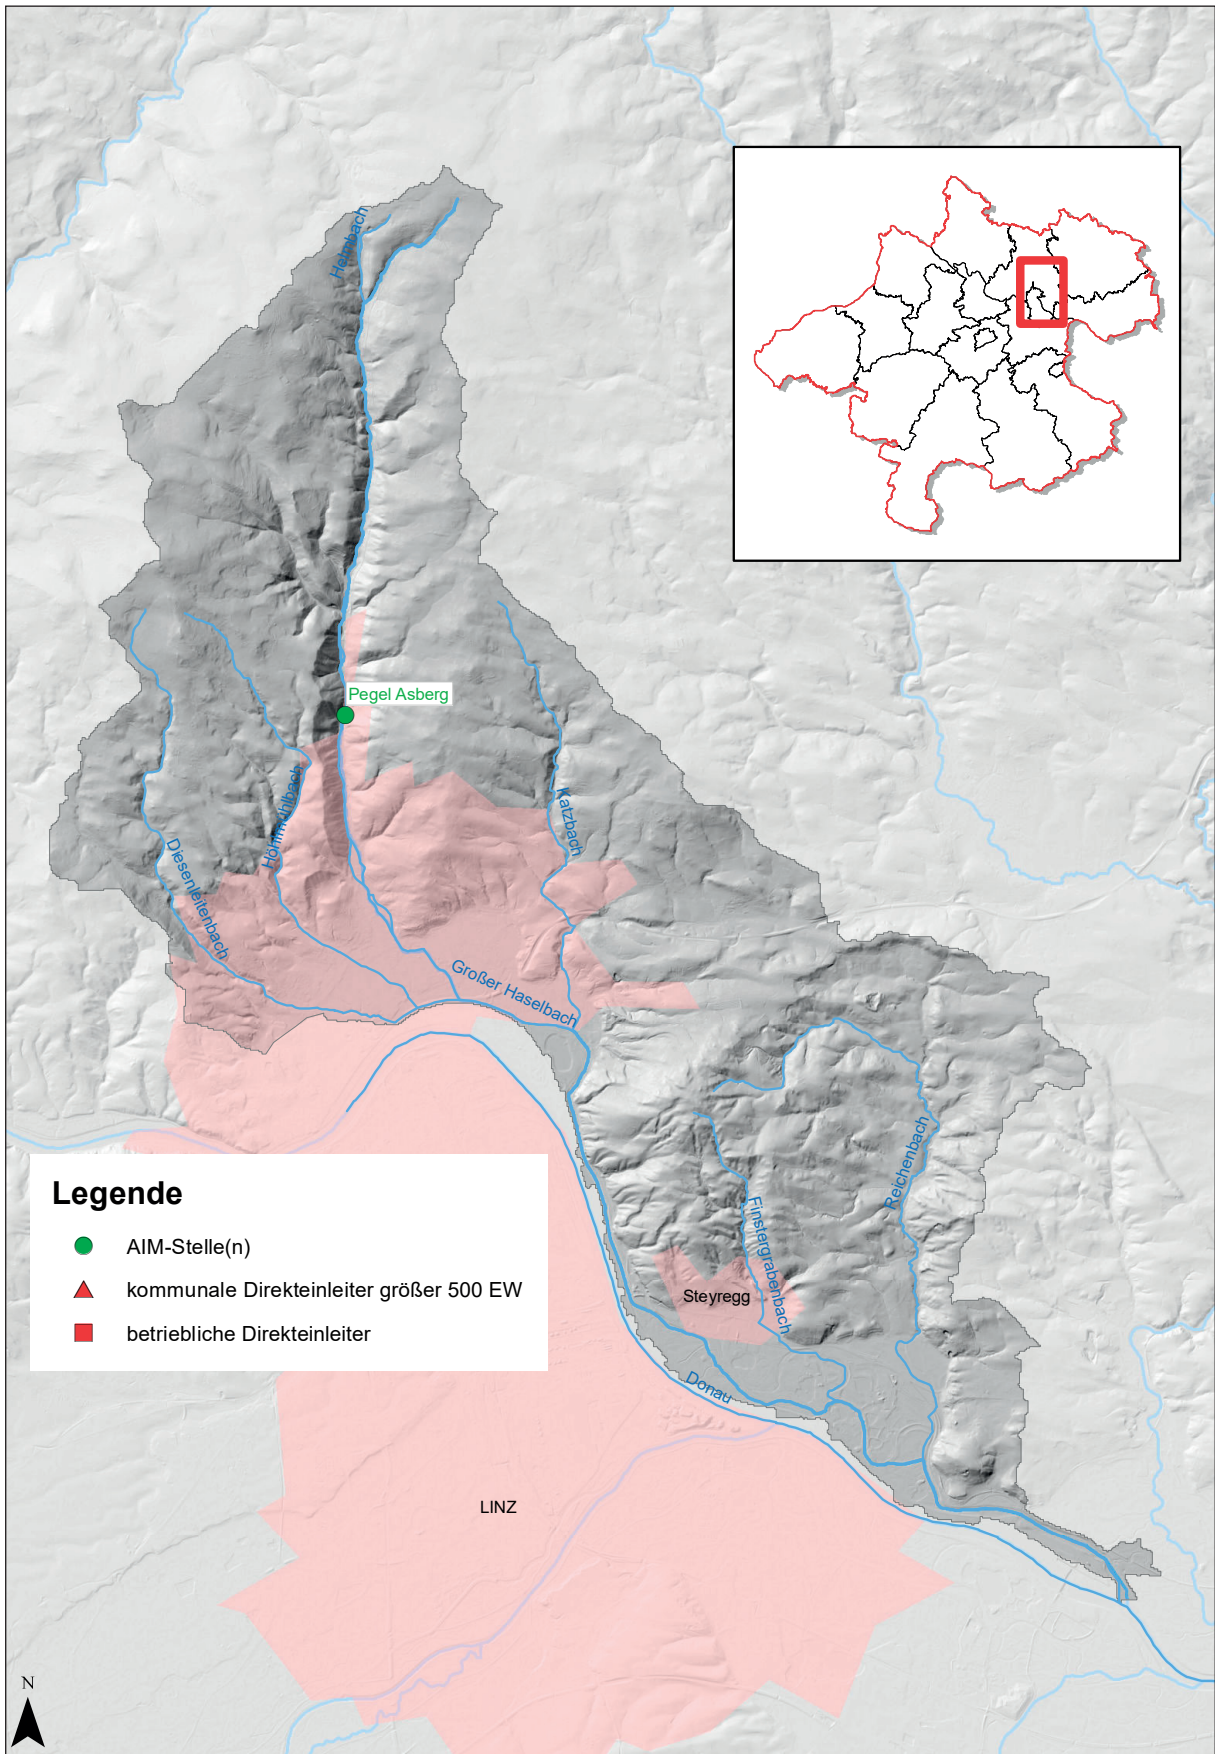 Helmbach
Pegel Asberg
Höllmühlbach
Katzbach
Diesenleitenbach
Großer Haselbach
Reichenbach
Finstergrabenbach
Steyregg
Donau
Legende
AIM-Stelle(n)
kommunale Direkteinleiter größer 500 EW
betriebliche Direkteinleiter
LINZ
N